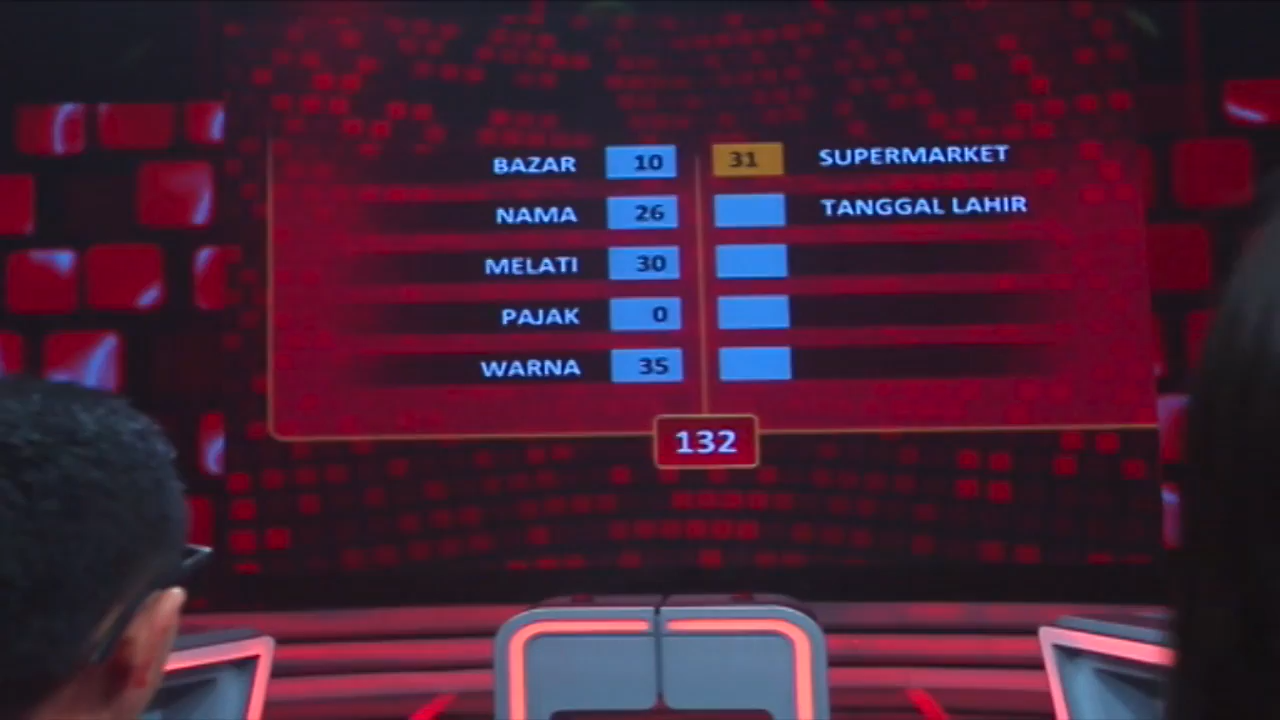 BAZAR 10 31 SUPERMARKET
NAMA 26 TANGGAL LAHIR
MELATI 30
PAJAK 0
WARNA 35
132